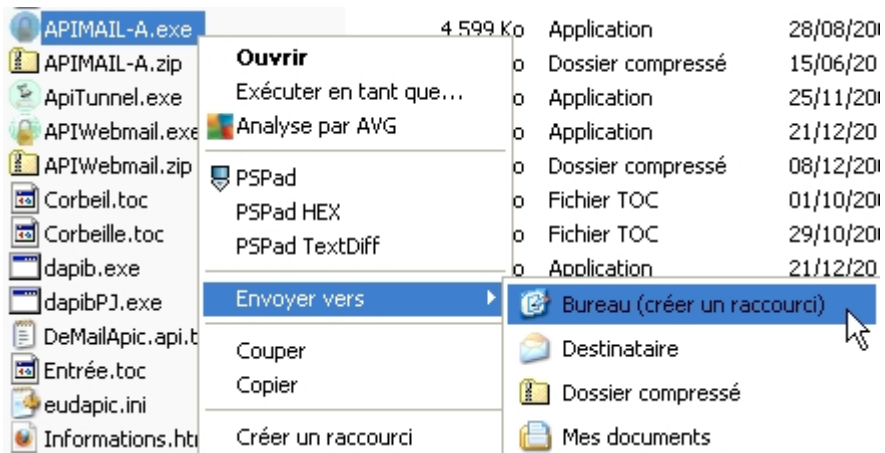 APIMAIL-A.exe 4 599 Ko Application 28/08/20
APIMAIL-A.zip Ouvrir o Dossier compressé 15/06/20
ApiTunnel.exe Exécuter en tant que... o Application 25/11/20
APIWebmail.exe Analyse par AVG o Application 21/12/20
APIWebmail.zip PSPad o Dossier compressé 08/12/20
Corbeil.toc PSPad HEX o Fichier TOC 01/10/20
Corbeille.toc PSPad TextDiff o Fichier TOC 29/10/20
dapib.exe o Application 21/12/20
dapibPJ.exe Envoyer vers Bureau (créer un raccourci)
DeMailApic.api.t Couper Destinataire
Entrée.toc Copier Dossier compressé
eudapic.ini
Informations.ht Créer un raccourci Mes documents